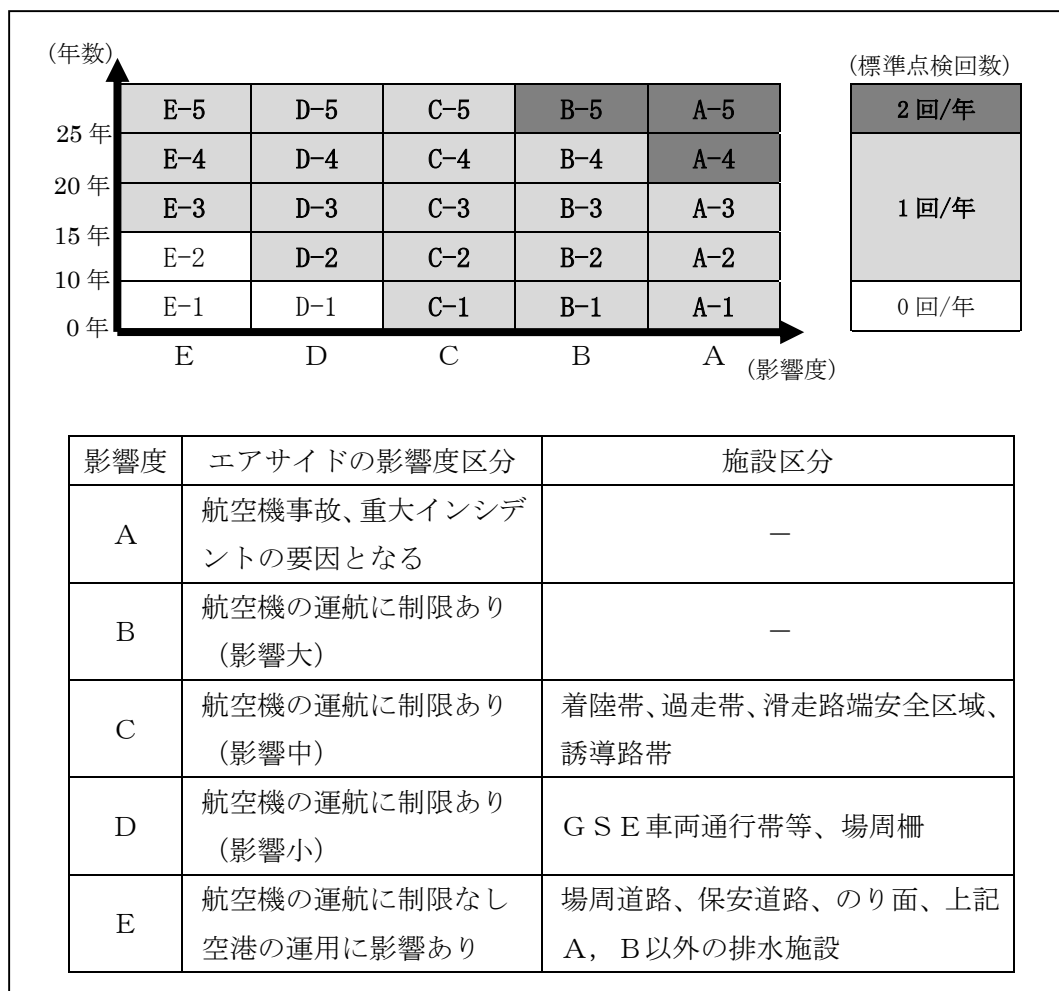 （年数）
（標準点検回数）
E-5 D-5 C-5 B-5 A-5 2回/年
25年
E-4 D-4 C-4 B-4 A-4
20年
E-3 D-3 C-3 B-3 A-3 1回/年
15年
E-2 D-2 C-2 B-2 A-2
10年
E-1 D-1 C-1 B-1 A-1 0回/年
0年
E D C B A （影響度）
影響度 エアサイドの影響度区分 施設区分
A
航空機事故、重大インシデ
ントの要因となる
－
B
航空機の運航に制限あり
（影響大）
－
C
航空機の運航に制限あり
（影響中）
着陸帯、過走帯、滑走路端安全区域、
誘導路帯
D
航空機の運航に制限あり
（影響小）
ＧＳＥ車両通行帯等、場周柵
E
航空機の運航に制限なし
空港の運用に影響あり
場周道路、保安道路、のり面、上記
Ａ，Ｂ以外の排水施設